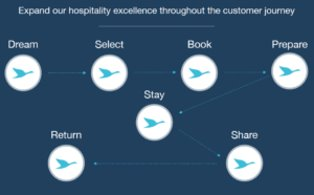 Expand our hospitality excellence throughout the customer journey
Dream
Select
Book
Prepare
Stay
Return
Share